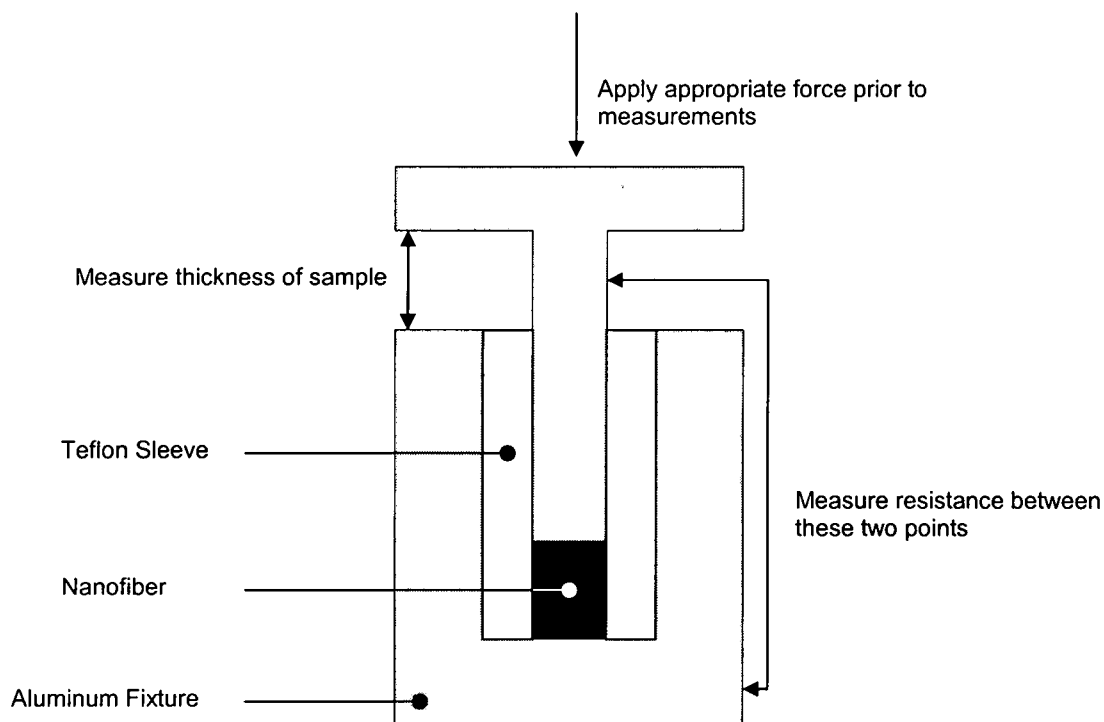 Apply appropriate force prior to
measurements
Measure thickness of sample
Teflon Sleeve
Measure resistance between
these two points
Nanofiber
Aluminum Fixture